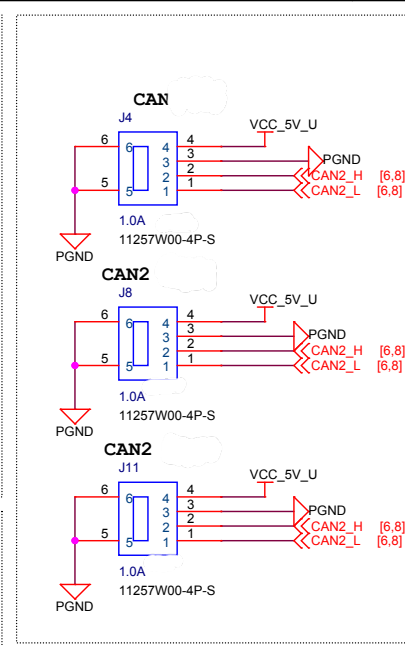 CAN
J4
VCC_5V_U
6 6 4 4
3 3 PGND
2 2 CAN2_H [6,8]
5 5 1 1 CAN2_L [6,8]
1.0A
11257W00-4P-S
PGND
CAN2
J8
VCC_5V_U
6 6 4 4
3 3 PGND
2 2 CAN2_H [6,8]
5 5 1 1 CAN2_L [6,8]
1.0A
11257W00-4P-S
PGND
CAN2
J11
VCC_5V_U
6 6 4 4
3 3 PGND
2 2 CAN2_H [6,8]
5 5 1 1 CAN2_L [6,8]
1.0A
11257W00-4P-S
PGND